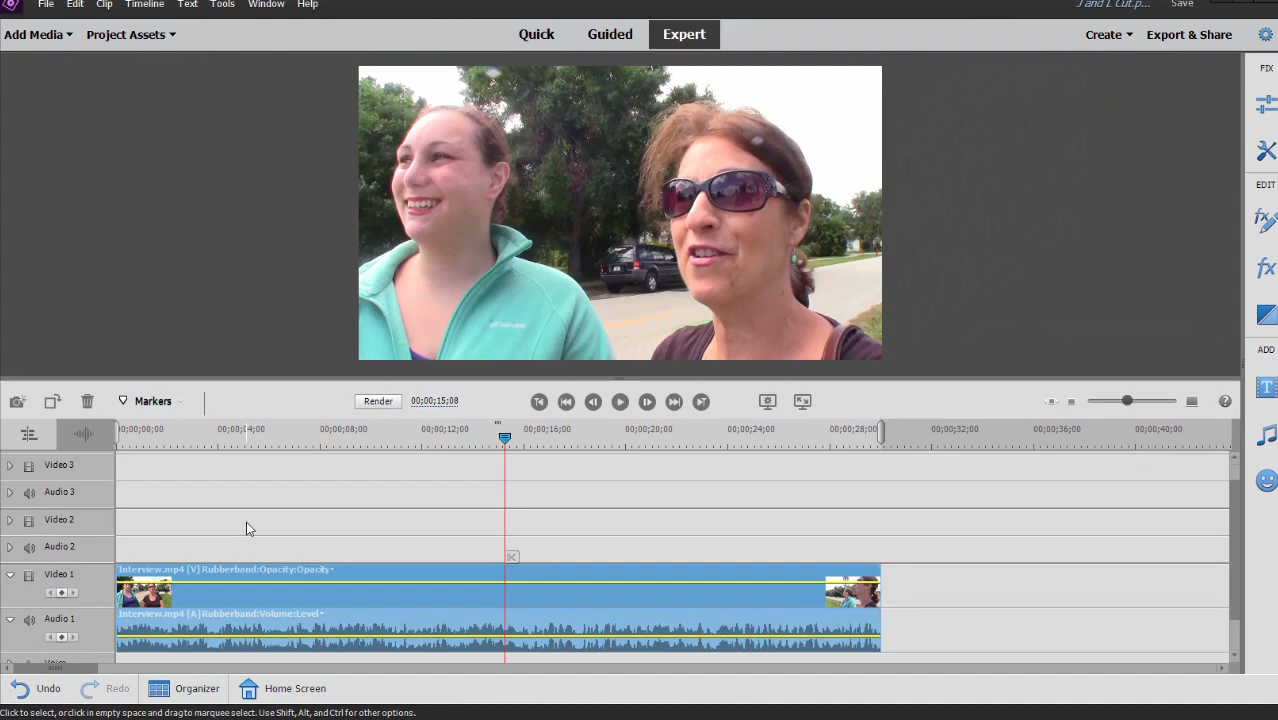 File Edit Clip Timeline Text Tools Window Help J and L Cut.p... Save
Add Media Project Assets Quick Guided Expert Create Export & Share
FIX
EDIT
ADD
Columbia
Markers Render 00;00;15;08
00;00;00;00 00;00;04;00 00;00;08;00 00;00;12;00 00;00;16;00 00;00;20;00 00;00;24;00 00;00;28;00 00;00;32;00 00;00;36;00 00;00;40;00
Video 3
Audio 3
Video 2
Audio 2
Interview.mp4 [V] Rubberband:Opacity:Opacity
Video 1
Interview.mp4 [A] Rubberband:Volume:Level
Audio 1
Undo Redo Organizer Home Screen
Click to select, or click in empty space and drag to marquee select. Use Shift, Alt, and Ctrl for other options.